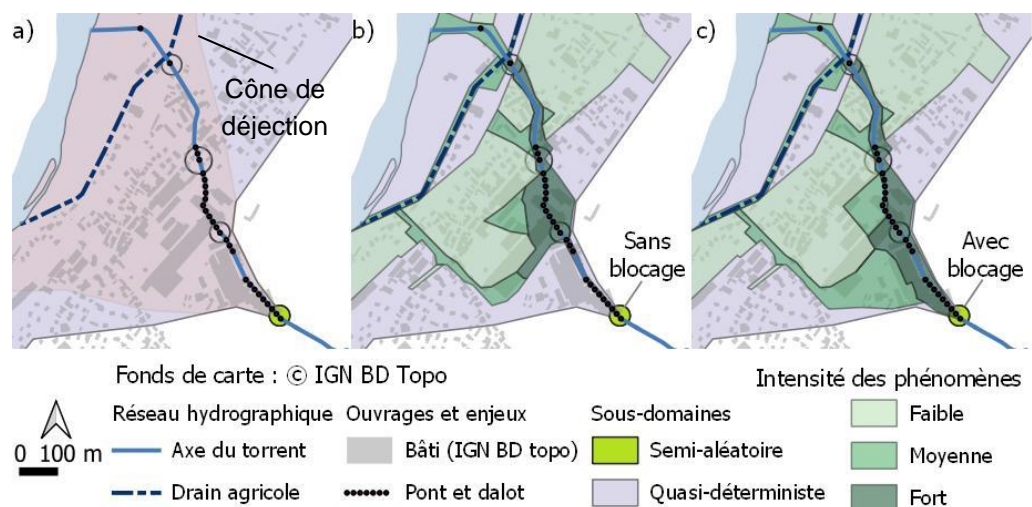 a)
Cône de
déjection
b)
Sans
blocage
c)
Avec
blocage
Fonds de carte : © IGN BD Topo
Réseau hydrographique
Axe du torrent
Drain agricole
0 100 m
Ouvrages et enjeux
Bâti (IGN BD topo)
Pont et dalot
Sous-domaines
Semi-aléatoire
Quasi-déterministe
Intensité des phénomènes
Faible
Moyenne
Fort